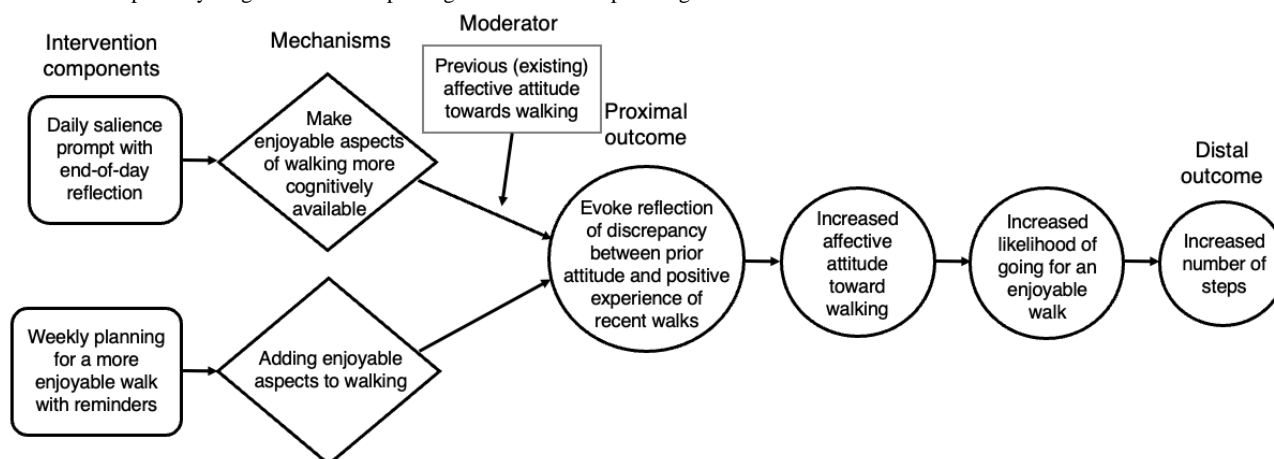 Intervention
components
Mechanisms
Moderator
Previous (existing)
affective attitude
towards walking
Proximal
outcome
Distal
outcome
Daily salience
prompt with
end-of-day
reflection
Make
enjoyable aspects
of walking more
cognitively
available
Evoke reflection
of discrepancy
between prior
attitude and positive
experience of
recent walks
Increased
affective
attitude
toward
walking
Increased
likelihood of
going for an
enjoyable
walk
Increased
number of
steps
Weekly planning
for a more
enjoyable walk
with reminders
Adding enjoyable
aspects to walking